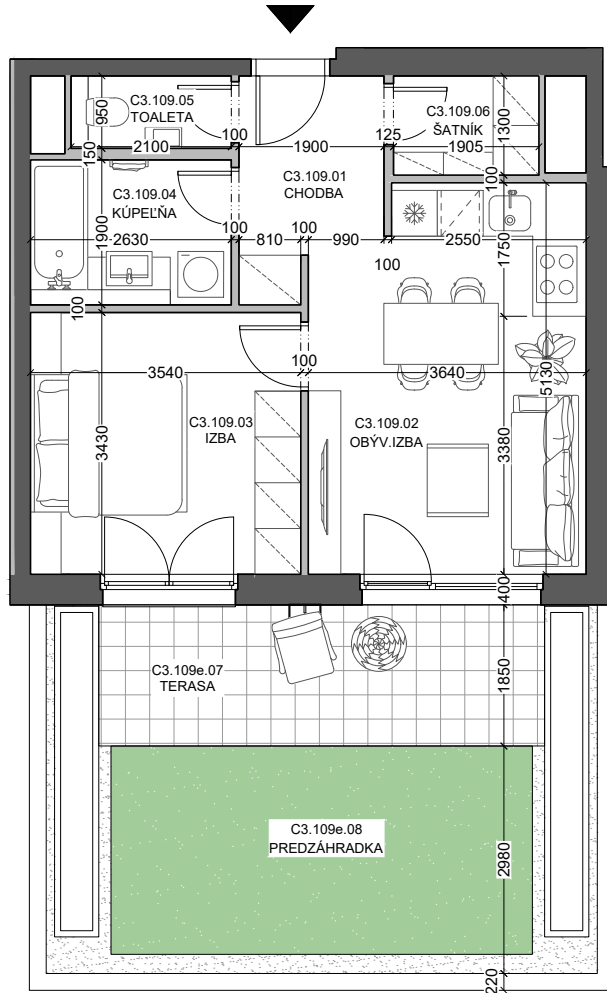 C3.109.05
TOALETA
950
100
2100
150
1900
125
C3.109.06
ŠATNÍK
1300
1905
100
C3.109.01
CHODBA
C3.109.04
KÚPEĽŇA
1900
2630
100
810
100
990
2550
100
1750
100
100
3540
3640
5130
C3.109.03
IZBA
3430
C3.109.02
OBÝV.IZBA
3380
400
C3.109e.07
TERASA
1850
C3.109e.08
PREDZÁHRADKA
2980
220